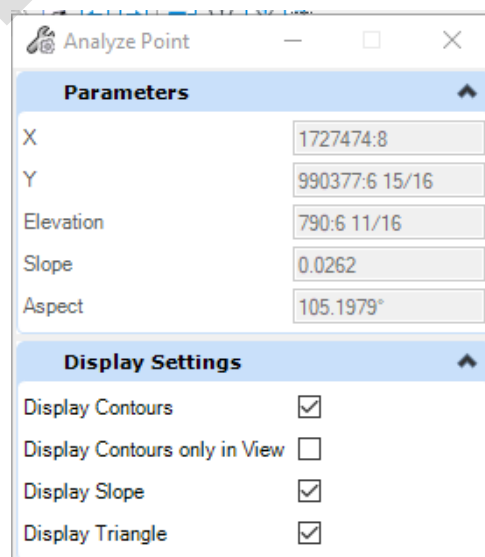 Analyze Point
Parameters
X 1727474:8
Y 990377:6 15/16
Elevation 790:6 11/16
Slope 0.0262
Aspect 105.1979°
Display Settings
Display Contours
Display Contours only in View
Display Slope
Display Triangle